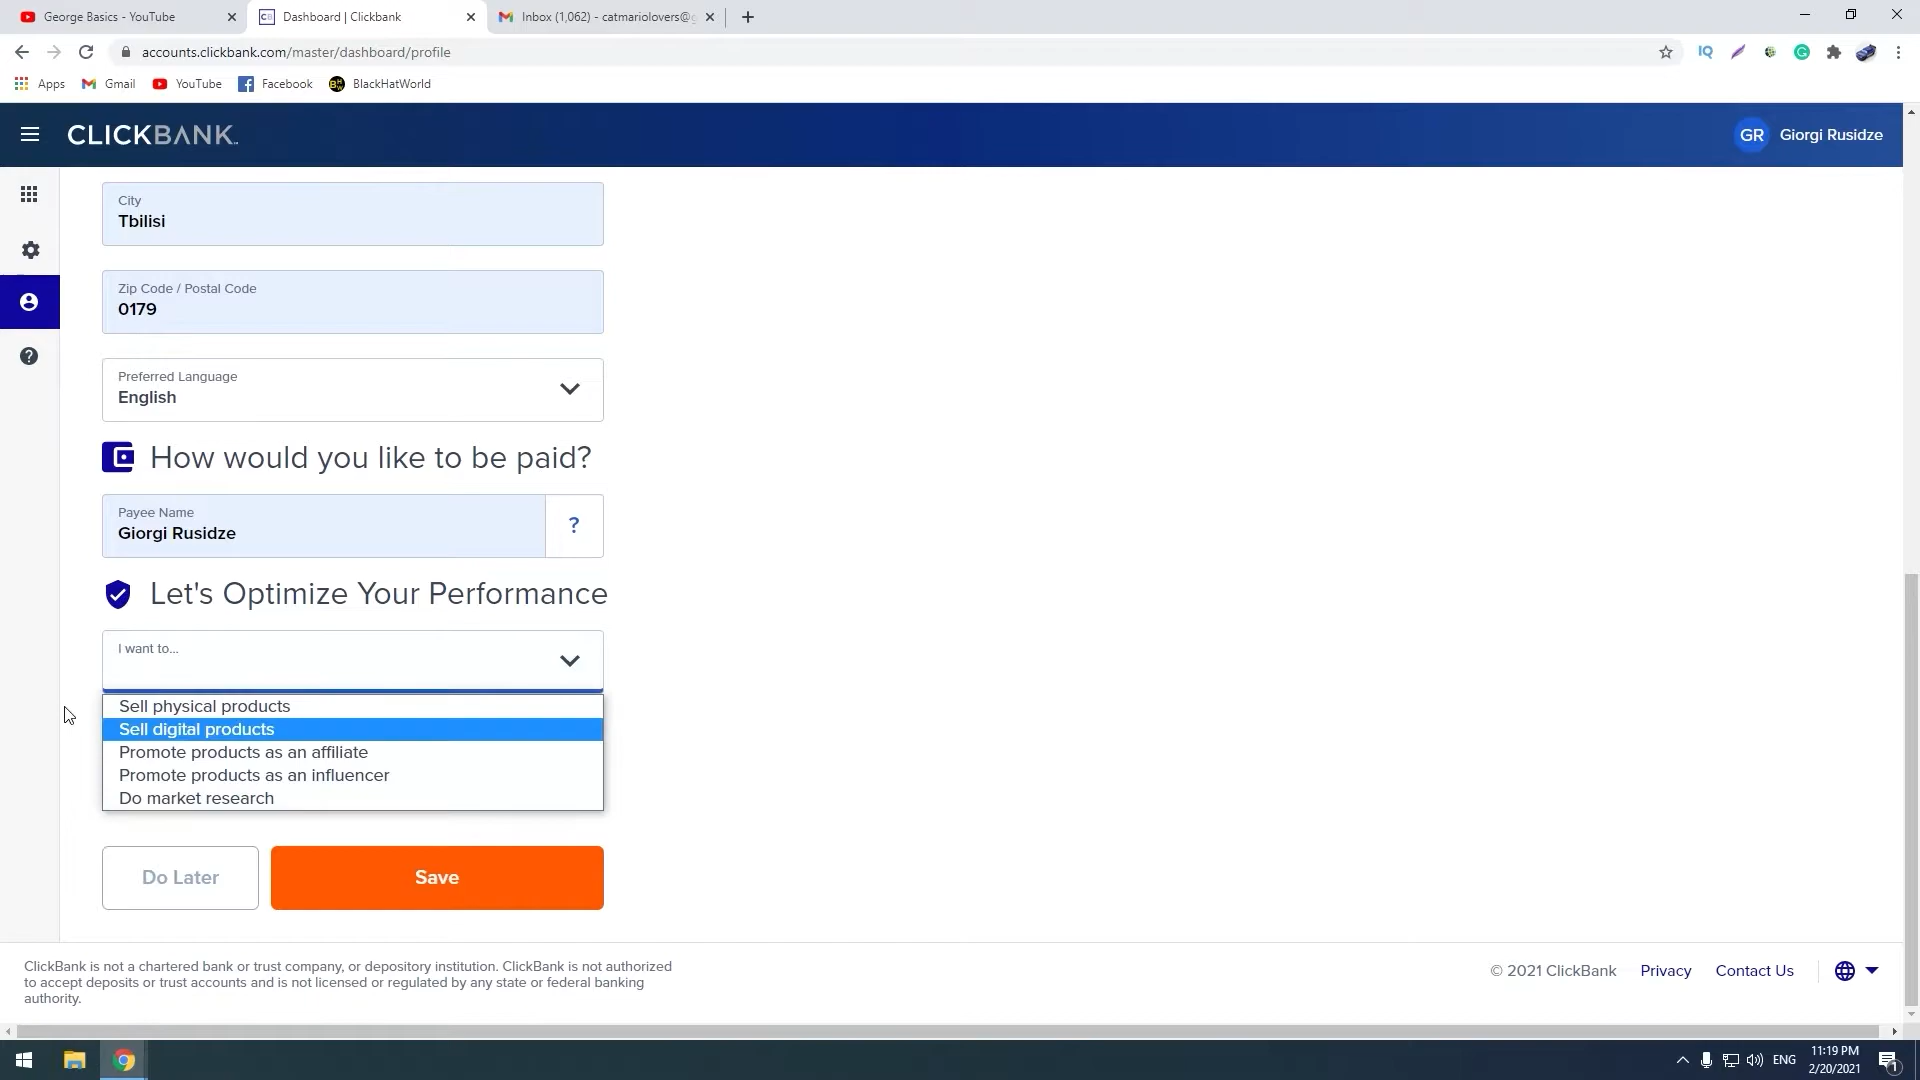 George Basics - YouTube
Dashboard | Clickbank
Inbox (1,062) - catmariolovers@g
accounts.clickbank.com/master/dashboard/profile
Apps
Gmail
YouTube
Facebook
BlackHatWorld
CLICKBANK
GR
Giorgi Rusidze
City
Tbilisi
Zip Code / Postal Code
0179
Preferred Language
English
How would you like to be paid?
Payee Name
Giorgi Rusidze
?
Let's Optimize Your Performance
I want to...
Sell physical products
Sell digital products
Promote products as an affiliate
Promote products as an influencer
Do market research
Do Later
Save
ClickBank is not a chartered bank or trust company, or depository institution. ClickBank is not authorized
to accept deposits or trust accounts and is not licensed or regulated by any state or federal banking
authority.
© 2021 ClickBank
Privacy
Contact Us
ENG
11:19 PM
2/20/2021
1